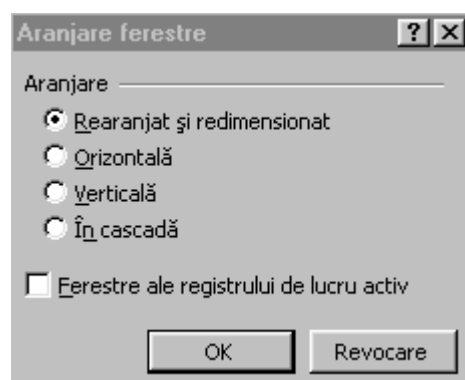 Aranjare ferestre
Aranjare
Rearanjat şi redimensionat
Orizontală
Verticală
În cascadă
Ferestre ale registrului de lucru activ
OK Revocare